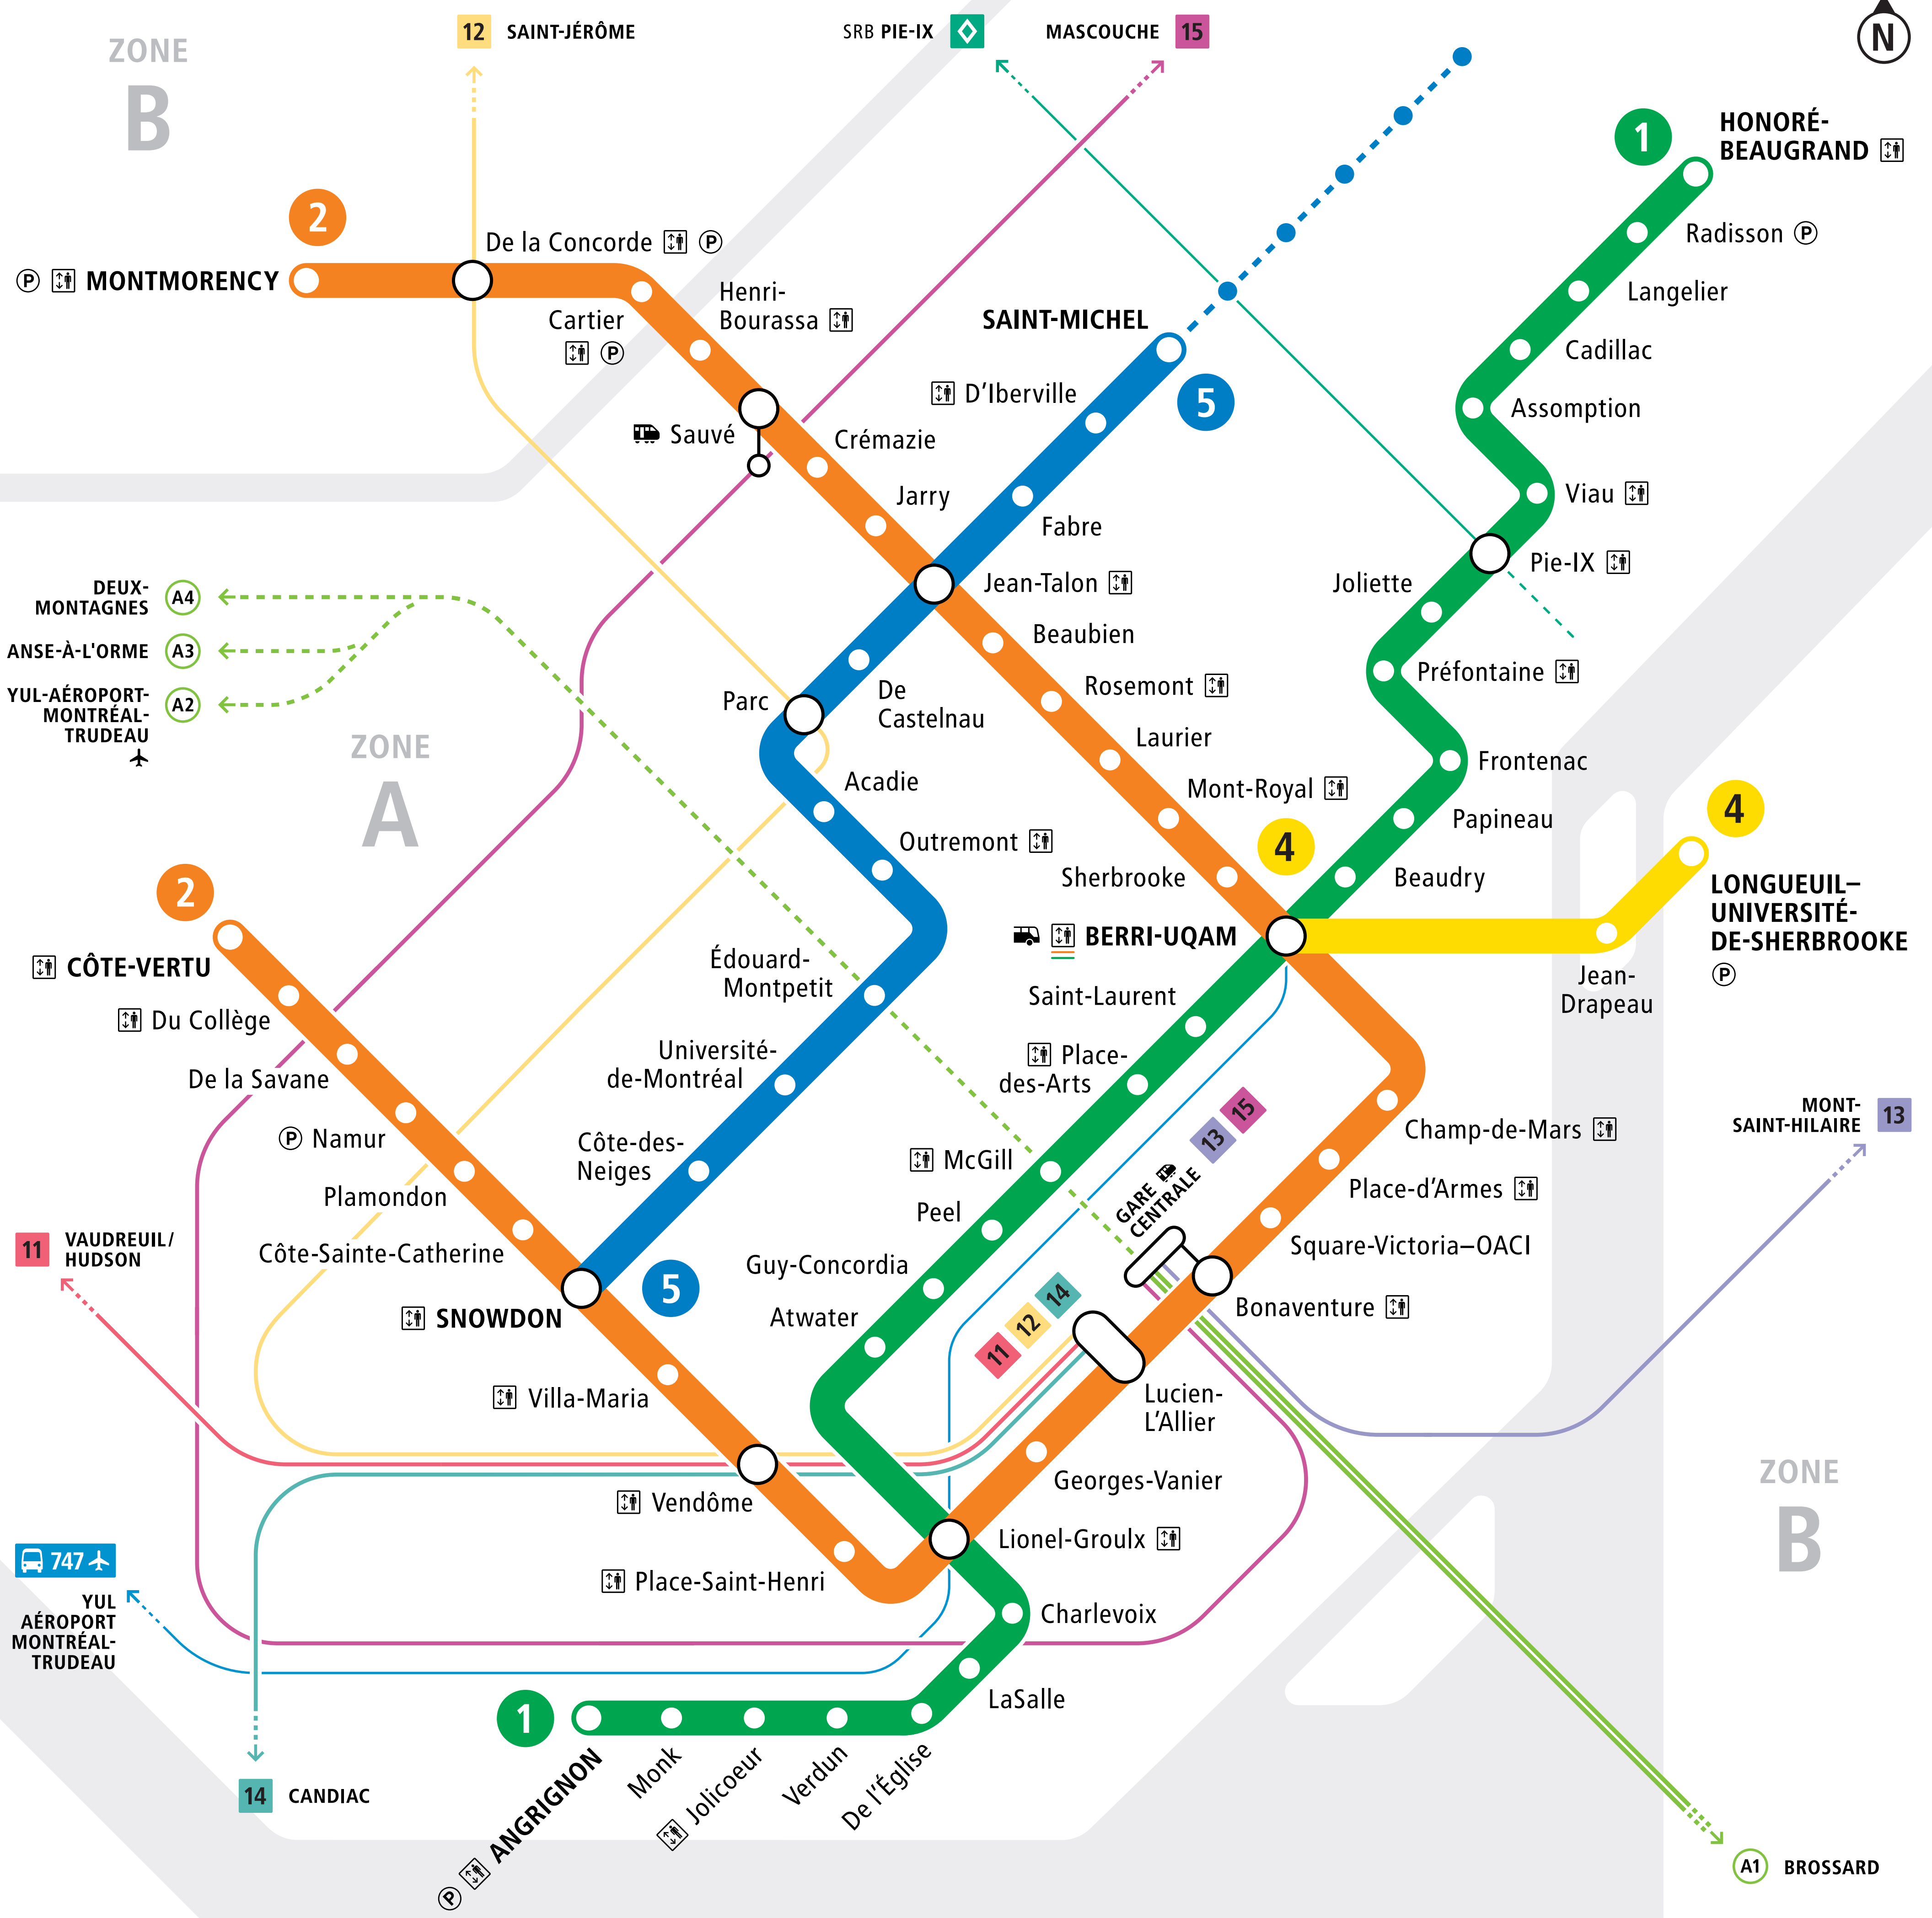 ZONE
B
12 SAINT-JÉRÔME
SRB PIE-IX
MASCOUCHE 15
N
1
HONORÉ-
BEAUGRAND
Radisson P
Langelier
Cadillac
Assomption
Viau
Pie-IX
Joliette
Préfontaine
Frontenac
Papineau
Beaudry
2
P MONTMORENCY
De la Concorde P
Cartier
P
Henri-
Bourassa
Sauvé
Crémazie
Jarry
SAINT-MICHEL
5
D'Iberville
Fabre
Jean-Talon
Beaubien
Rosemont
Laurier
Mont-Royal
Sherbrooke
De
Castelnau
Parc
Acadie
Outremont
Édouard-
Montpetit
Université-
de-Montréal
Côte-des-
Neiges
DEUX-
MONTAGNES
A4
ANSE-À-L'ORME A3
YUL-AÉROPORT-
MONTRÉAL-
TRUDEAU
A2
ZONE
A
4
4
LONGUEUIL–
UNIVERSITÉ-
DE-SHERBROOKE
P
Jean-
Drapeau
BERRI-UQAM
Saint-Laurent
Place-
des-Arts
McGill
Peel
Guy-Concordia
Atwater
2
CÔTE-VERTU
Du Collège
De la Savane
P Namur
Plamondon
Côte-Sainte-Catherine
SNOWDON
5
Villa-Maria
Vendôme
Place-Saint-Henri
Lionel-Groulx
Georges-Vanier
Lucien-
L'Allier
Bonaventure
Square-Victoria–OACI
Place-d'Armes
Champ-de-Mars
13 15
GARE
CENTRALE
11 12 14
MONT-
SAINT-HILAIRE
13
11 VAUDREUIL/
HUDSON
747
YUL
AÉROPORT
MONTRÉAL-
TRUDEAU
14 CANDIAC
Charlevoix
LaSalle
De l'Église
Verdun
Jolicoeur
Monk
P ANGRIGNON
1
ZONE
B
A1 BROSSARD